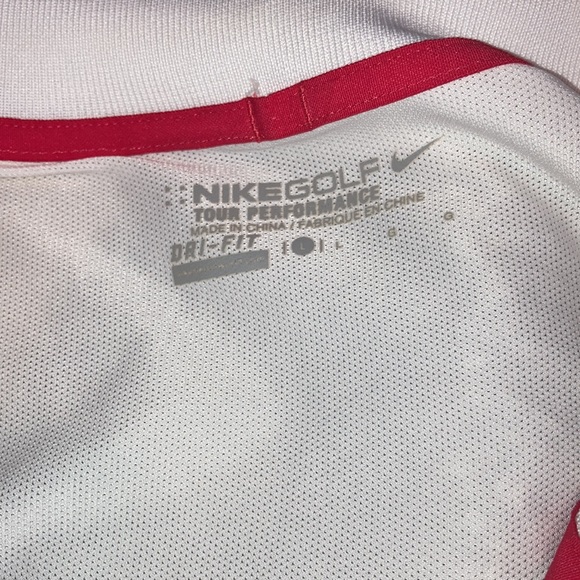 NIKEGOLF
TOUR PERFORMANCE
MADE IN CHINA / FABRIQUÉ EN CHINE
DRI-FIT L L G G